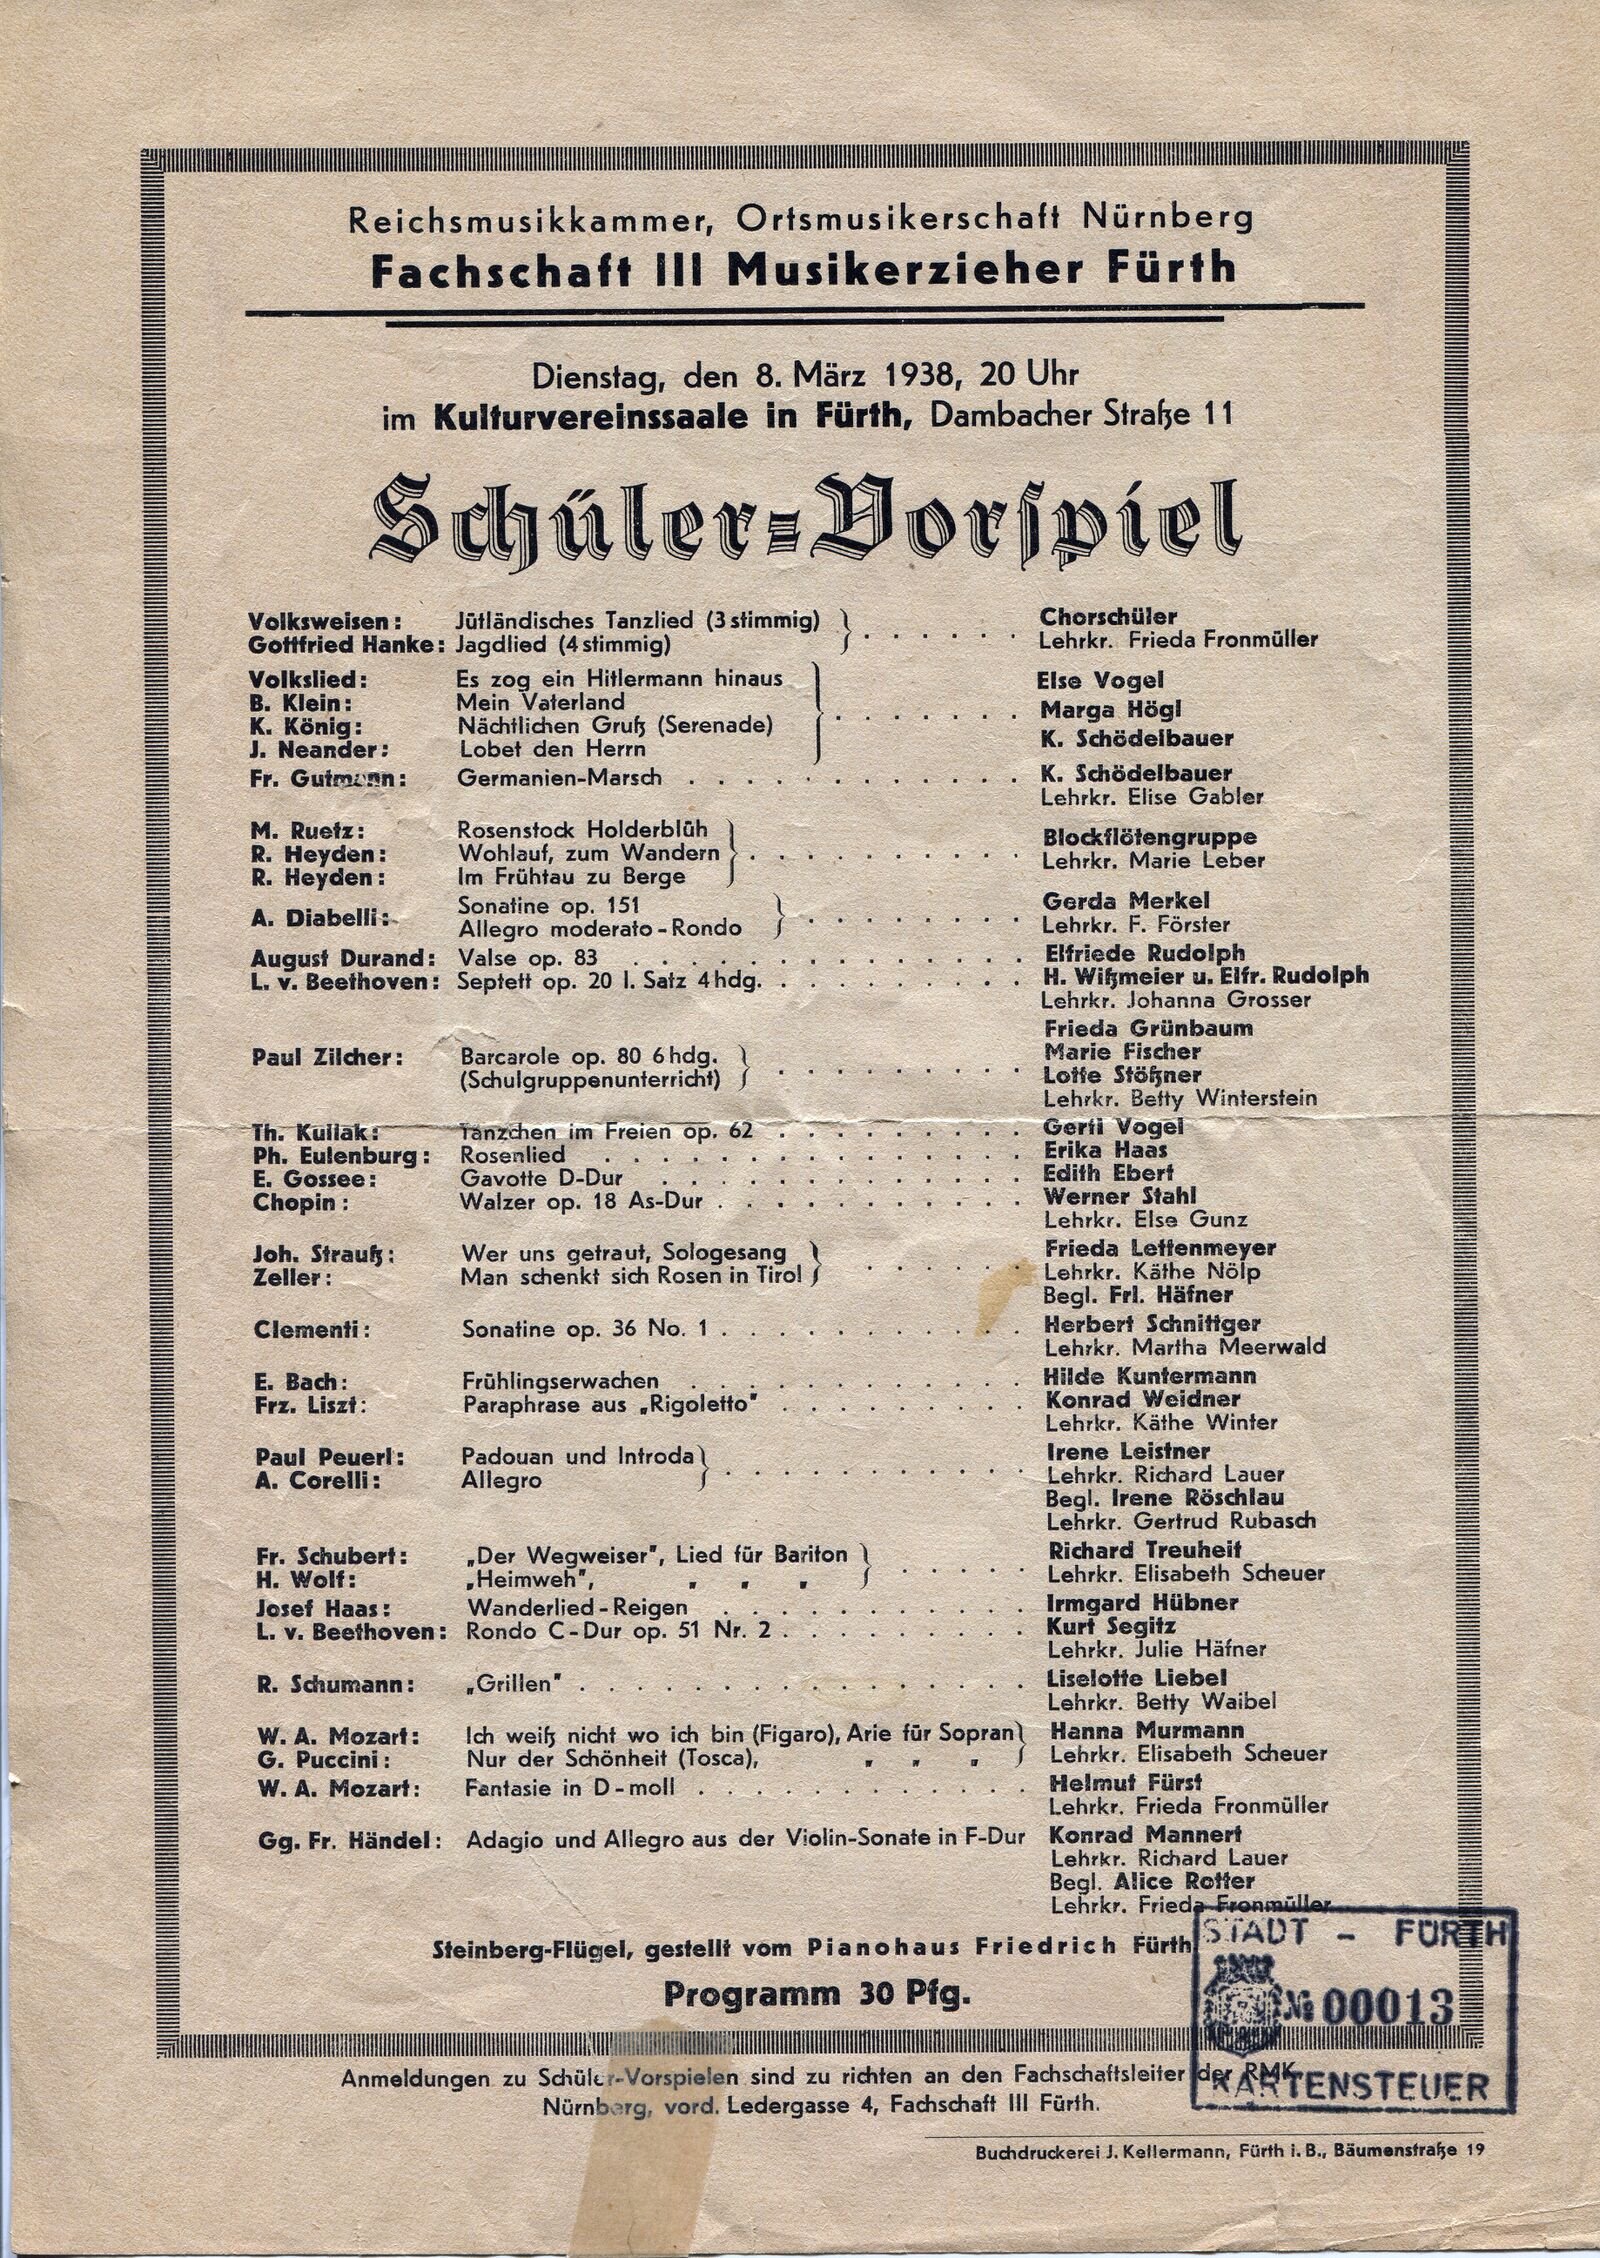 Reichsmusikkammer, Ortsmusikerschaft Nürnberg
Fachschaft III Musikerzieher Fürth
Dienstag, den 8. März 1938, 20 Uhr
im Kulturvereinssaale in Fürth, Dambacher Straße 11
Schüler-Vorspiel
Volksweisen: Jütländisches Tanzlied (3 stimmig) } . . . . . . Chorschüler
Gottfried Hanke: Jagdlied (4 stimmig) Lehrkr. Frieda Fronmüller
Volkslied: Es zog ein Hitlermann hinaus Else Vogel
B. Klein: Mein Vaterland Marga Högl
K. König: Nächtlichen Gruß (Serenade) } . . . . . . . K. Schödelbauer
J. Neander: Lobet den Herrn
Fr. Gutmann: Germanien-Marsch . . . . . . . . . . . . K. Schödelbauer
Lehrkr. Elise Gabler
M. Ruetz: Rosenstock Holderblüh Blockflötengruppe
R. Heyden: Wohlauf, zum Wandern } . . . . . . . . . . Lehrkr. Marie Leber
R. Heyden: Im Frühtau zu Berge
A. Diabelli: Sonatine op. 151 } . . . . . . . . Gerda Merkel
Allegro moderato - Rondo Lehrkr. F. Förster
August Durand: Valse op. 83 . . . . . . . . . . . . . . Elfriede Rudolph
L. v. Beethoven: Septett op. 20 I. Satz 4 hdg. . . . . . . . . . H. Wißmeier u. Elfr. Rudolph
Lehrkr. Johanna Grosser
Frieda Grünbaum
Paul Zilcher: Barcarole op. 80 6 hdg. } . . . . . . . . . Marie Fischer
(Schulgruppenunterricht) Lotte Stößner
Lehrkr. Betty Winterstein
Th. Kullak: Tänzchen im Freien op. 62 . . . . . . . . . Gertl Vogel
Ph. Eulenburg: Rosenlied . . . . . . . . . . . . . . . Erika Haas
E. Gossee: Gavotte D-Dur . . . . . . . . . . . . . Edith Ebert
Chopin: Walzer op. 18 As-Dur . . . . . . . . . . . Werner Stahl
Lehrkr. Else Gunz
Joh. Strauß: Wer uns getraut, Sologesang } . . . . . . Frieda Lettenmeyer
Zeller: Man schenkt sich Rosen in Tirol Lehrkr. Käthe Nölp
Begl. Frl. Häfner
Clementi: Sonatine op. 36 No. 1 . . . . . . . . . . . Herbert Schnittger
Lehrkr. Martha Meerwald
E. Bach: Frühlingserwachen . . . . . . . . . . . . Hilde Kuntermann
Frz. Liszt: Paraphrase aus „Rigoletto" . . . . . . . . . Konrad Weidner
Lehrkr. Käthe Winter
Paul Peuerl: Padouan und Introda } . . . . . . . . . . . Irene Leistner
A. Corelli: Allegro Lehrkr. Richard Lauer
Begl. Irene Röschlau
Lehrkr. Gertrud Rubasch
Fr. Schubert: „Der Wegweiser", Lied für Bariton } . . . . . Richard Treuheit
H. Wolf: „Heimweh", " " " Lehrkr. Elisabeth Scheuer
Josef Haas: Wanderlied - Reigen . . . . . . . . . . . Irmgard Hübner
L. v. Beethoven: Rondo C-Dur op. 51 Nr. 2 . . . . . . . . . Kurt Segitz
Lehrkr. Julie Häfner
R. Schumann: „Grillen" . . . . . . . . . . . . . . . . Liselotte Liebel
Lehrkr. Betty Waibel
W. A. Mozart: Ich weiß nicht wo ich bin (Figaro), Arie für Sopran } Hanna Murmann
G. Puccini: Nur der Schönheit (Tosca), " " " Lehrkr. Elisabeth Scheuer
W. A. Mozart: Fantasie in D-moll . . . . . . . . . . . . Helmut Fürst
Lehrkr. Frieda Fronmüller
Gg. Fr. Händel: Adagio und Allegro aus der Violin-Sonate in F-Dur Konrad Mannert
Lehrkr. Richard Lauer
Begl. Alice Rotter
Lehrkr. Frieda Fronmüller
Steinberg-Flügel, gestellt vom Pianohaus Friedrich Fürth
Programm 30 Pfg.
STADT - FÜRTH
№ 00013
KARTENSTEUER
Anmeldungen zu Schüler-Vorspielen sind zu richten an den Fachschaftsleiter der RMK
Nürnberg, vord. Ledergasse 4, Fachschaft III Fürth.
Buchdruckerei J. Kellermann, Fürth i. B., Bäumenstraße 19